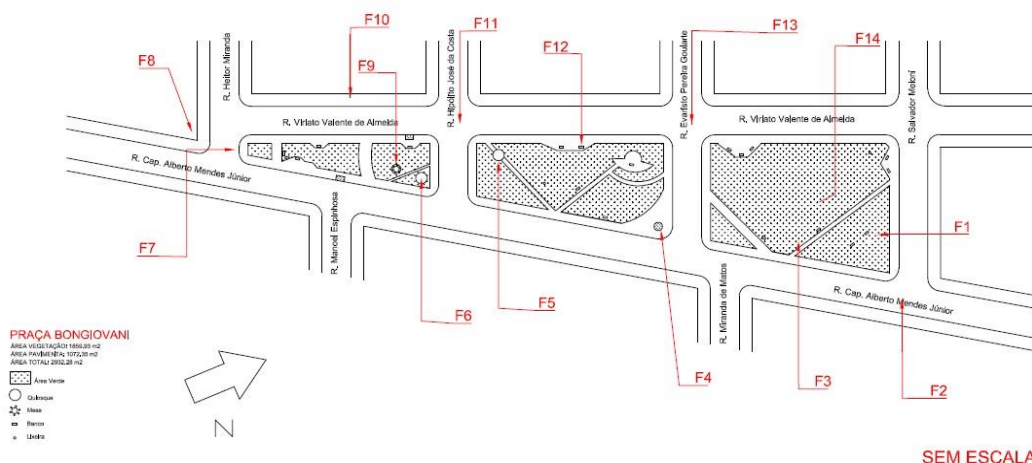 F10
F11
F13
F14
F12
F8
F9
R. Heitor Miranda
R. Hipólito José da Costa
R. Evaristo Pereira Goularte
R. Salvador Meloni
R. Viriato Valente de Almeida
R. Viriato Valente de Almeida
R. Cap. Alberto Mendes Júnior
F7
R. Manoel Espinhosa
F1
F6
F5
R. Miranda de Matos
R. Cap. Alberto Mendes Júnior
F4
F3
F2
PRAÇA BONGIOVANI
ÁREA VEGETAÇÃO: 1859,93 m2
ÁREA PAVIMENTA: 1072,35 m2
ÁREA TOTAL: 2932,28 m2
Área Verde
Quiosque
Mesa
Banco
Lixeira
N
SEM ESCALA